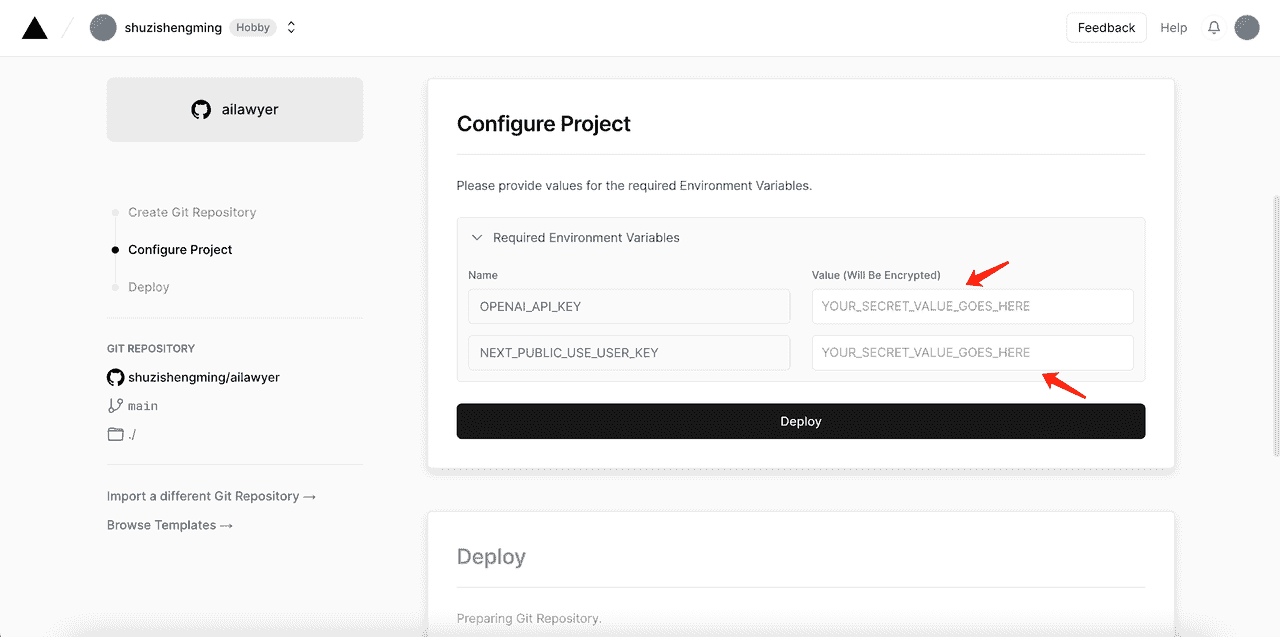 shuzishengming Hobby
Feedback Help
ailawyer
Create Git Repository
Configure Project
Deploy
GIT REPOSITORY
shuzishengming/ailawyer
main
./
Import a different Git Repository →
Browse Templates →
Configure Project
Please provide values for the required Environment Variables.
Required Environment Variables
Name Value (Will Be Encrypted)
OPENAI_API_KEY YOUR_SECRET_VALUE_GOES_HERE
NEXT_PUBLIC_USE_USER_KEY YOUR_SECRET_VALUE_GOES_HERE
Deploy
Deploy
Preparing Git Repository.